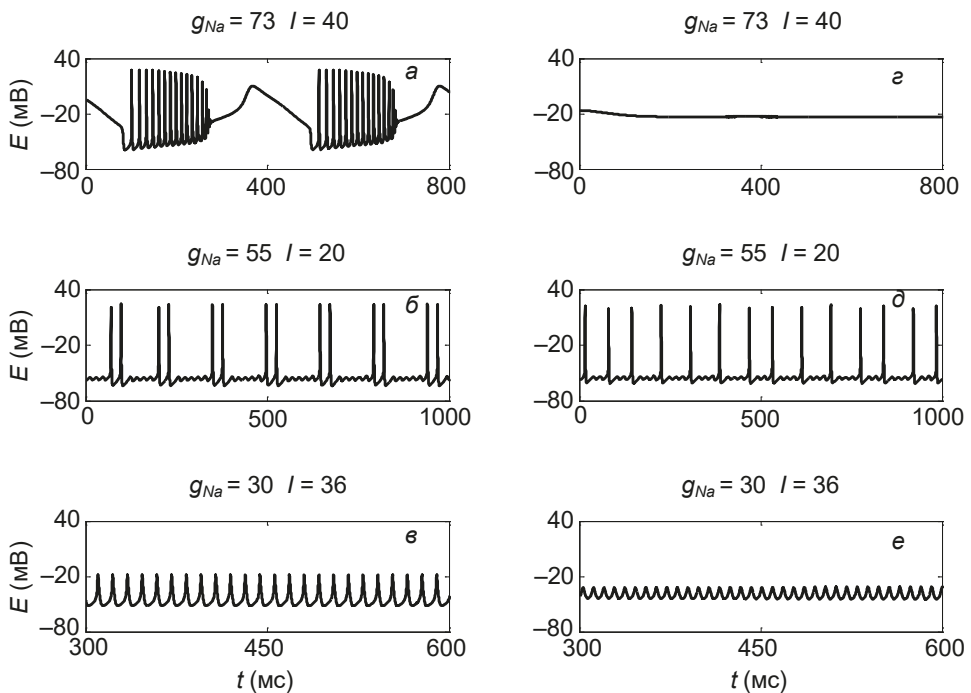 g_Na = 73 I = 40
E (мВ)
40
–20
–80
а
0
400
800
g_Na = 73 I = 40
40
–20
–80
г
0
400
800
g_Na = 55 I = 20
E (мВ)
40
–20
–80
б
0
500
1000
g_Na = 55 I = 20
40
–20
–80
д
0
500
1000
g_Na = 30 I = 36
E (мВ)
40
–20
–80
в
300
450
600
t (мс)
g_Na = 30 I = 36
40
–20
–80
е
300
450
600
t (мс)